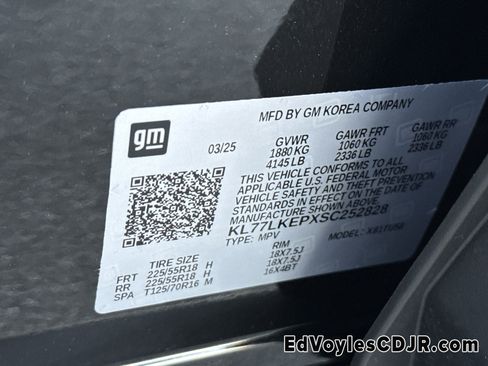 gm
MFD BY GM KOREA COMPANY
03/25 GVWR GAWR FRT GAWR RR
1880 KG 1060 KG 1060 KG
4145 LB 2336 LB 2336 LB
THIS VEHICLE CONFORMS TO ALL
APPLICABLE U.S. FEDERAL MOTOR
VEHICLE SAFETY AND THEFT PREVENTION
STANDARDS IN EFFECT ON THE DATE OF
MANUFACTURE SHOWN ABOVE.
KL77LKEPXSC252828
TYPE: MPV MODEL:
TIRE SIZE RIM
FRT 225/55R18 H 18X7.5J
RR 225/55R18 H 18X7.5J
SPA T125/70R16 M 16X4BT
EdVoylesCDJR.com